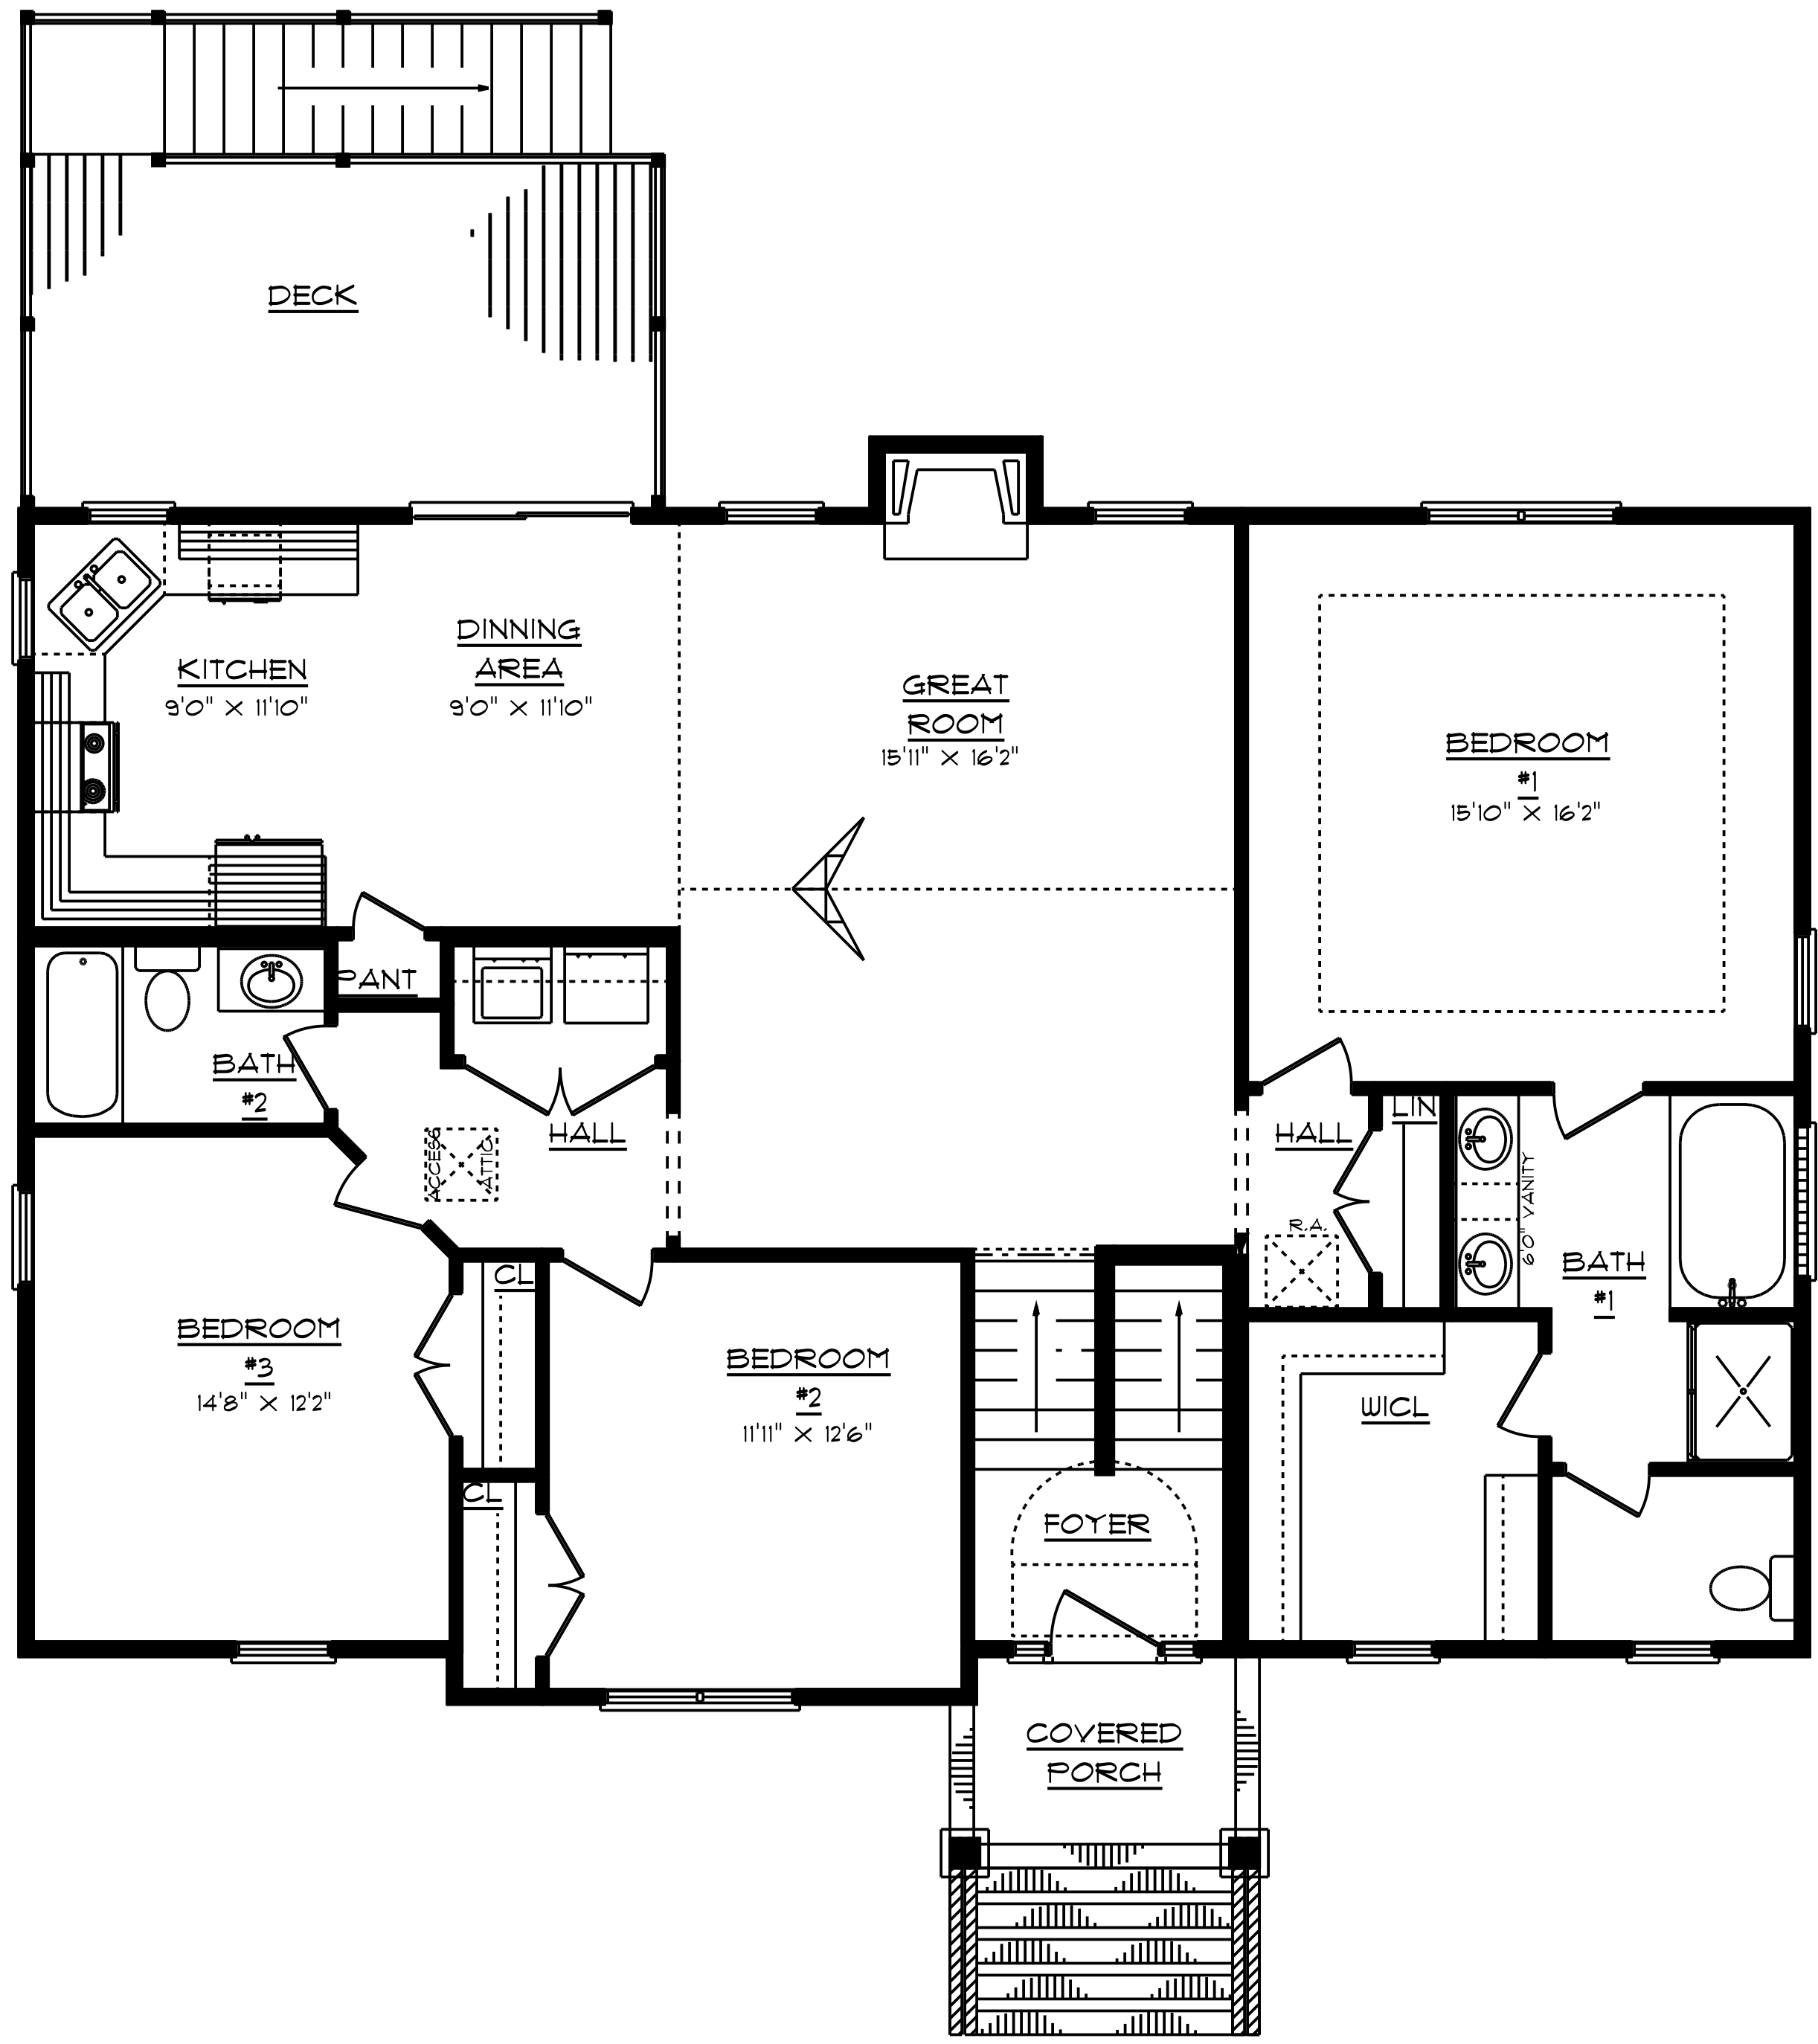 DECK
DINNING
AREA
9'0" X 11'10"
KITCHEN
9'0" X 11'10"
GREAT
ROOM
15'11" X 16'2"
BEDROOM
#1
15'10" X 16'2"
PANT
BATH
#2
HALL
ACCESS
ATTIC
HALL
LIN
R.A.
6'0" VANITY
BATH
#1
CL
BEDROOM
#3
14'8" X 12'2"
BEDROOM
#2
11'11" X 12'6"
WICL
CL
FOYER
COVERED
PORCH